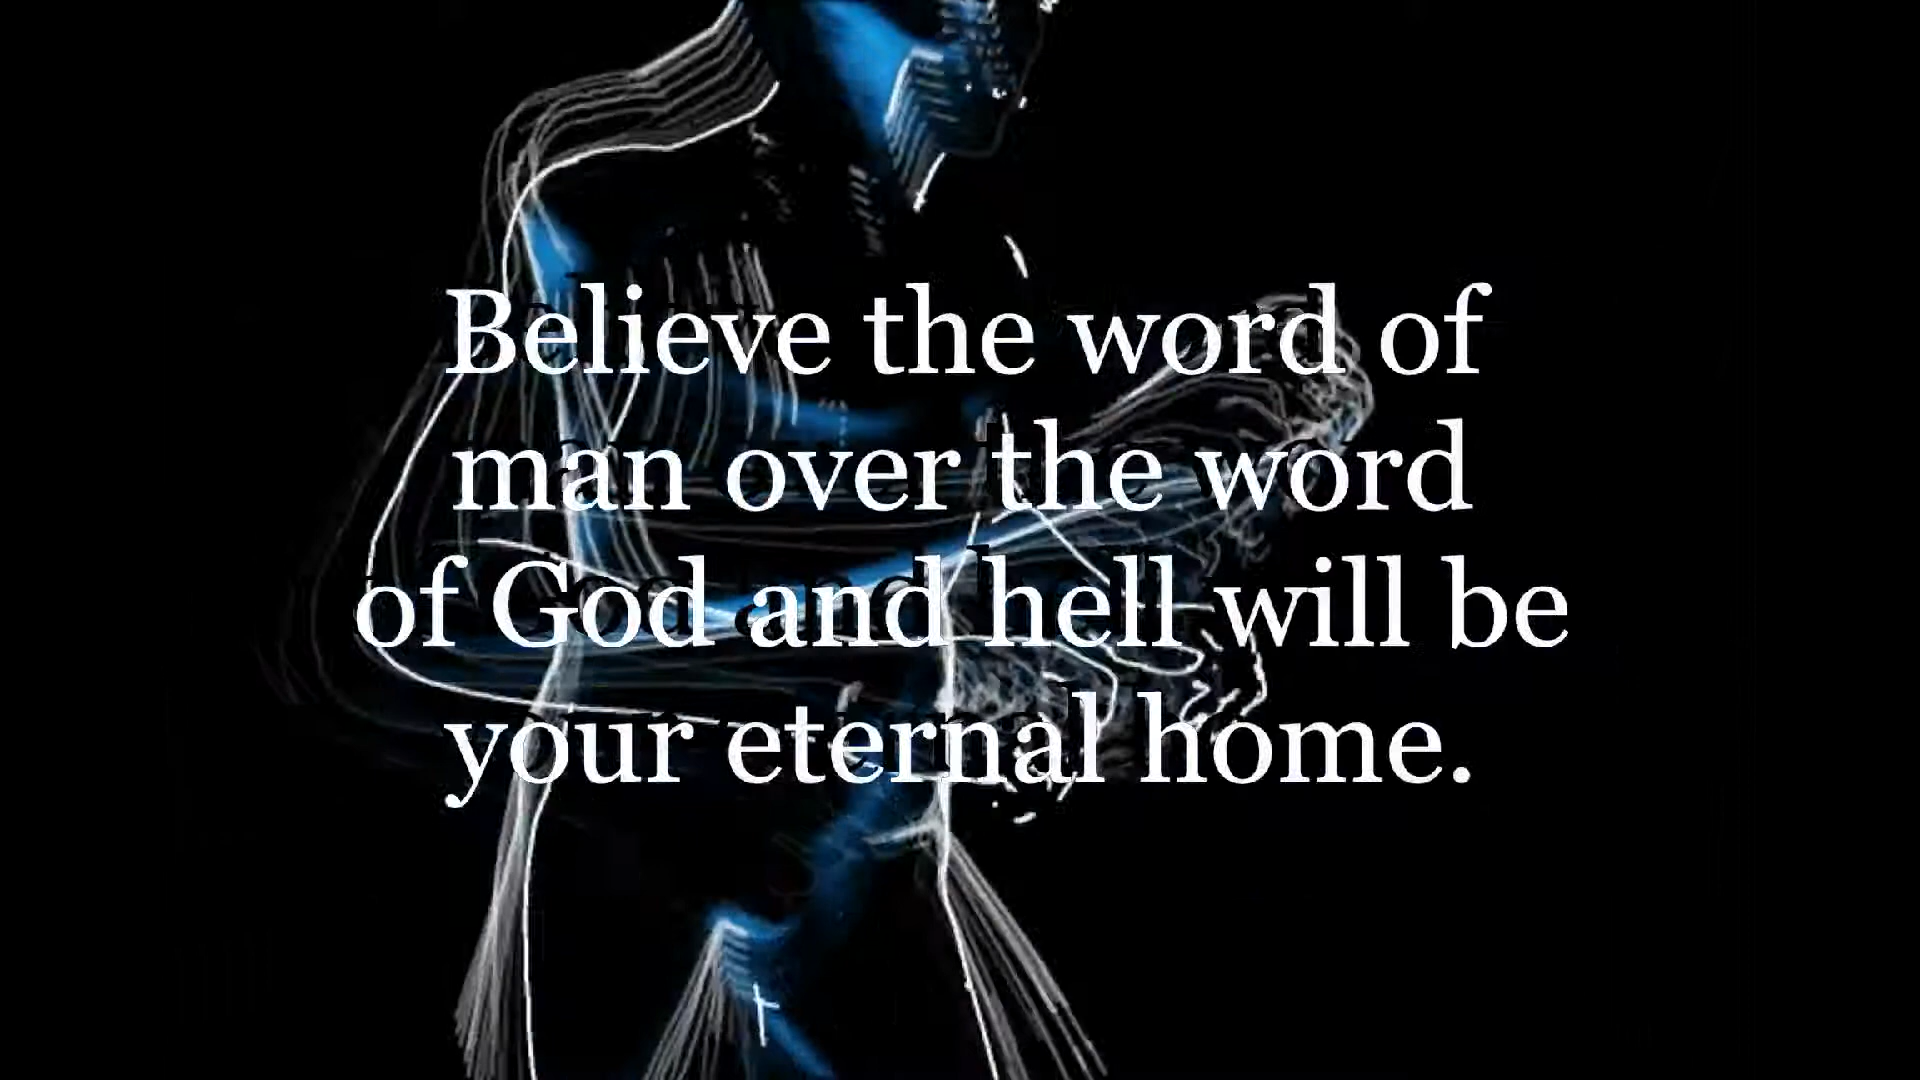 Believe the word of
man over the word
of God and hell will be
your eternal home.